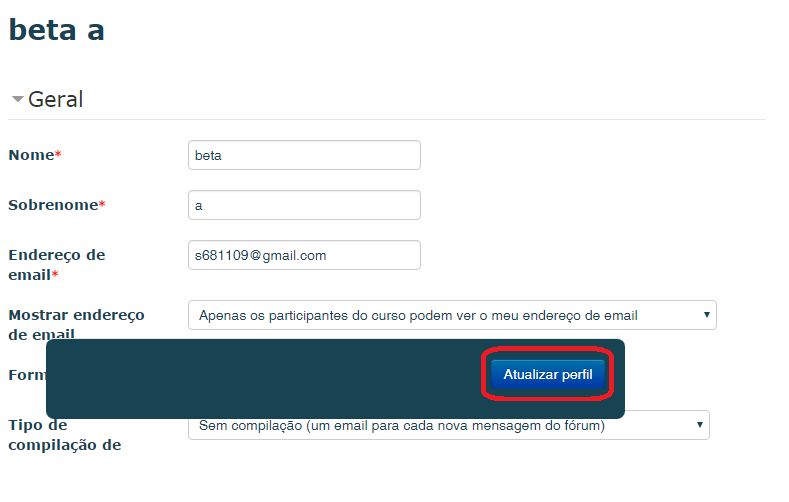 beta a
Geral
Nome*
beta
Sobrenome*
a
Endereço de
email*
s681109@gmail.com
Mostrar endereço
de email
Apenas os participantes do curso podem ver o meu endereço de email
Atualizar perfil
Tipo de
compilação de
Sem compilação (um email para cada nova mensagem do fórum)